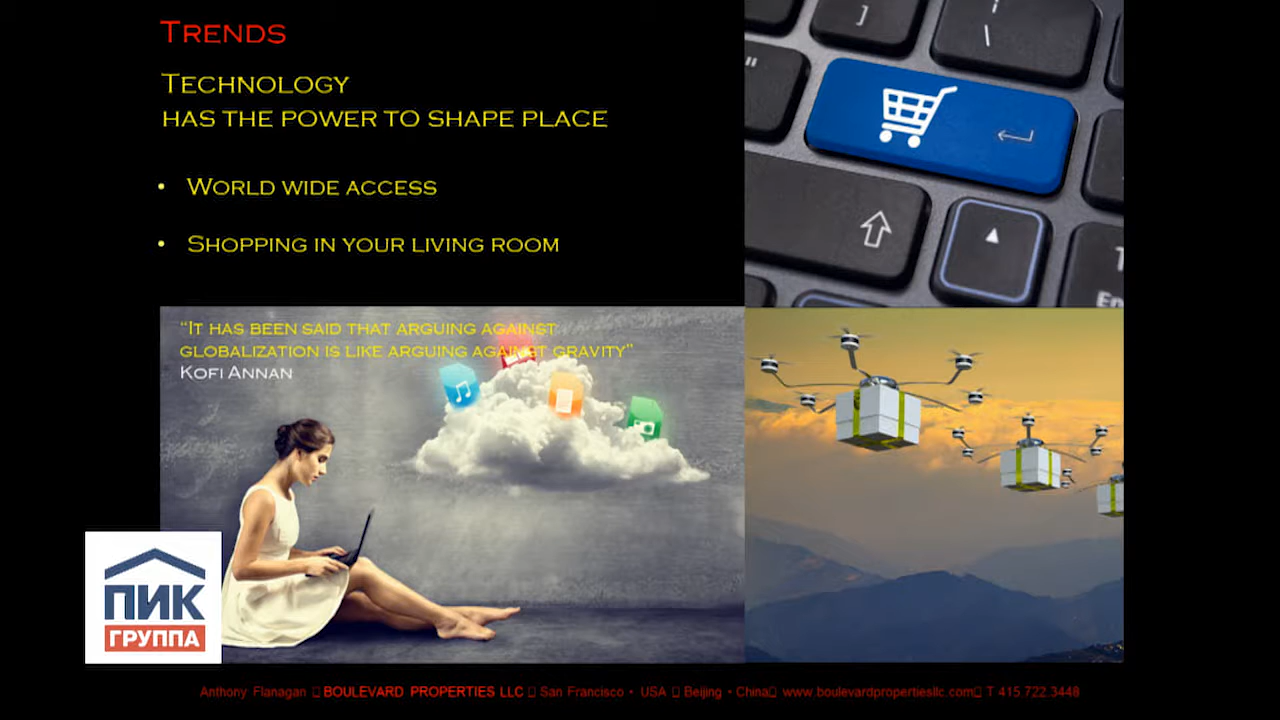 TRENDS
TECHNOLOGY
HAS THE POWER TO SHAPE PLACE
• WORLD WIDE ACCESS
• SHOPPING IN YOUR LIVING ROOM
“IT HAS BEEN SAID THAT ARGUING AGAINST
GLOBALIZATION IS LIKE ARGUING AGAINST GRAVITY”
KOFI ANNAN
ПИК
ГРУППА
Anthony Flanagan BOULEVARD PROPERTIES LLC San Francisco • USA Beijing • China www.boulevardpropertiesllc.com T 415.722.3448